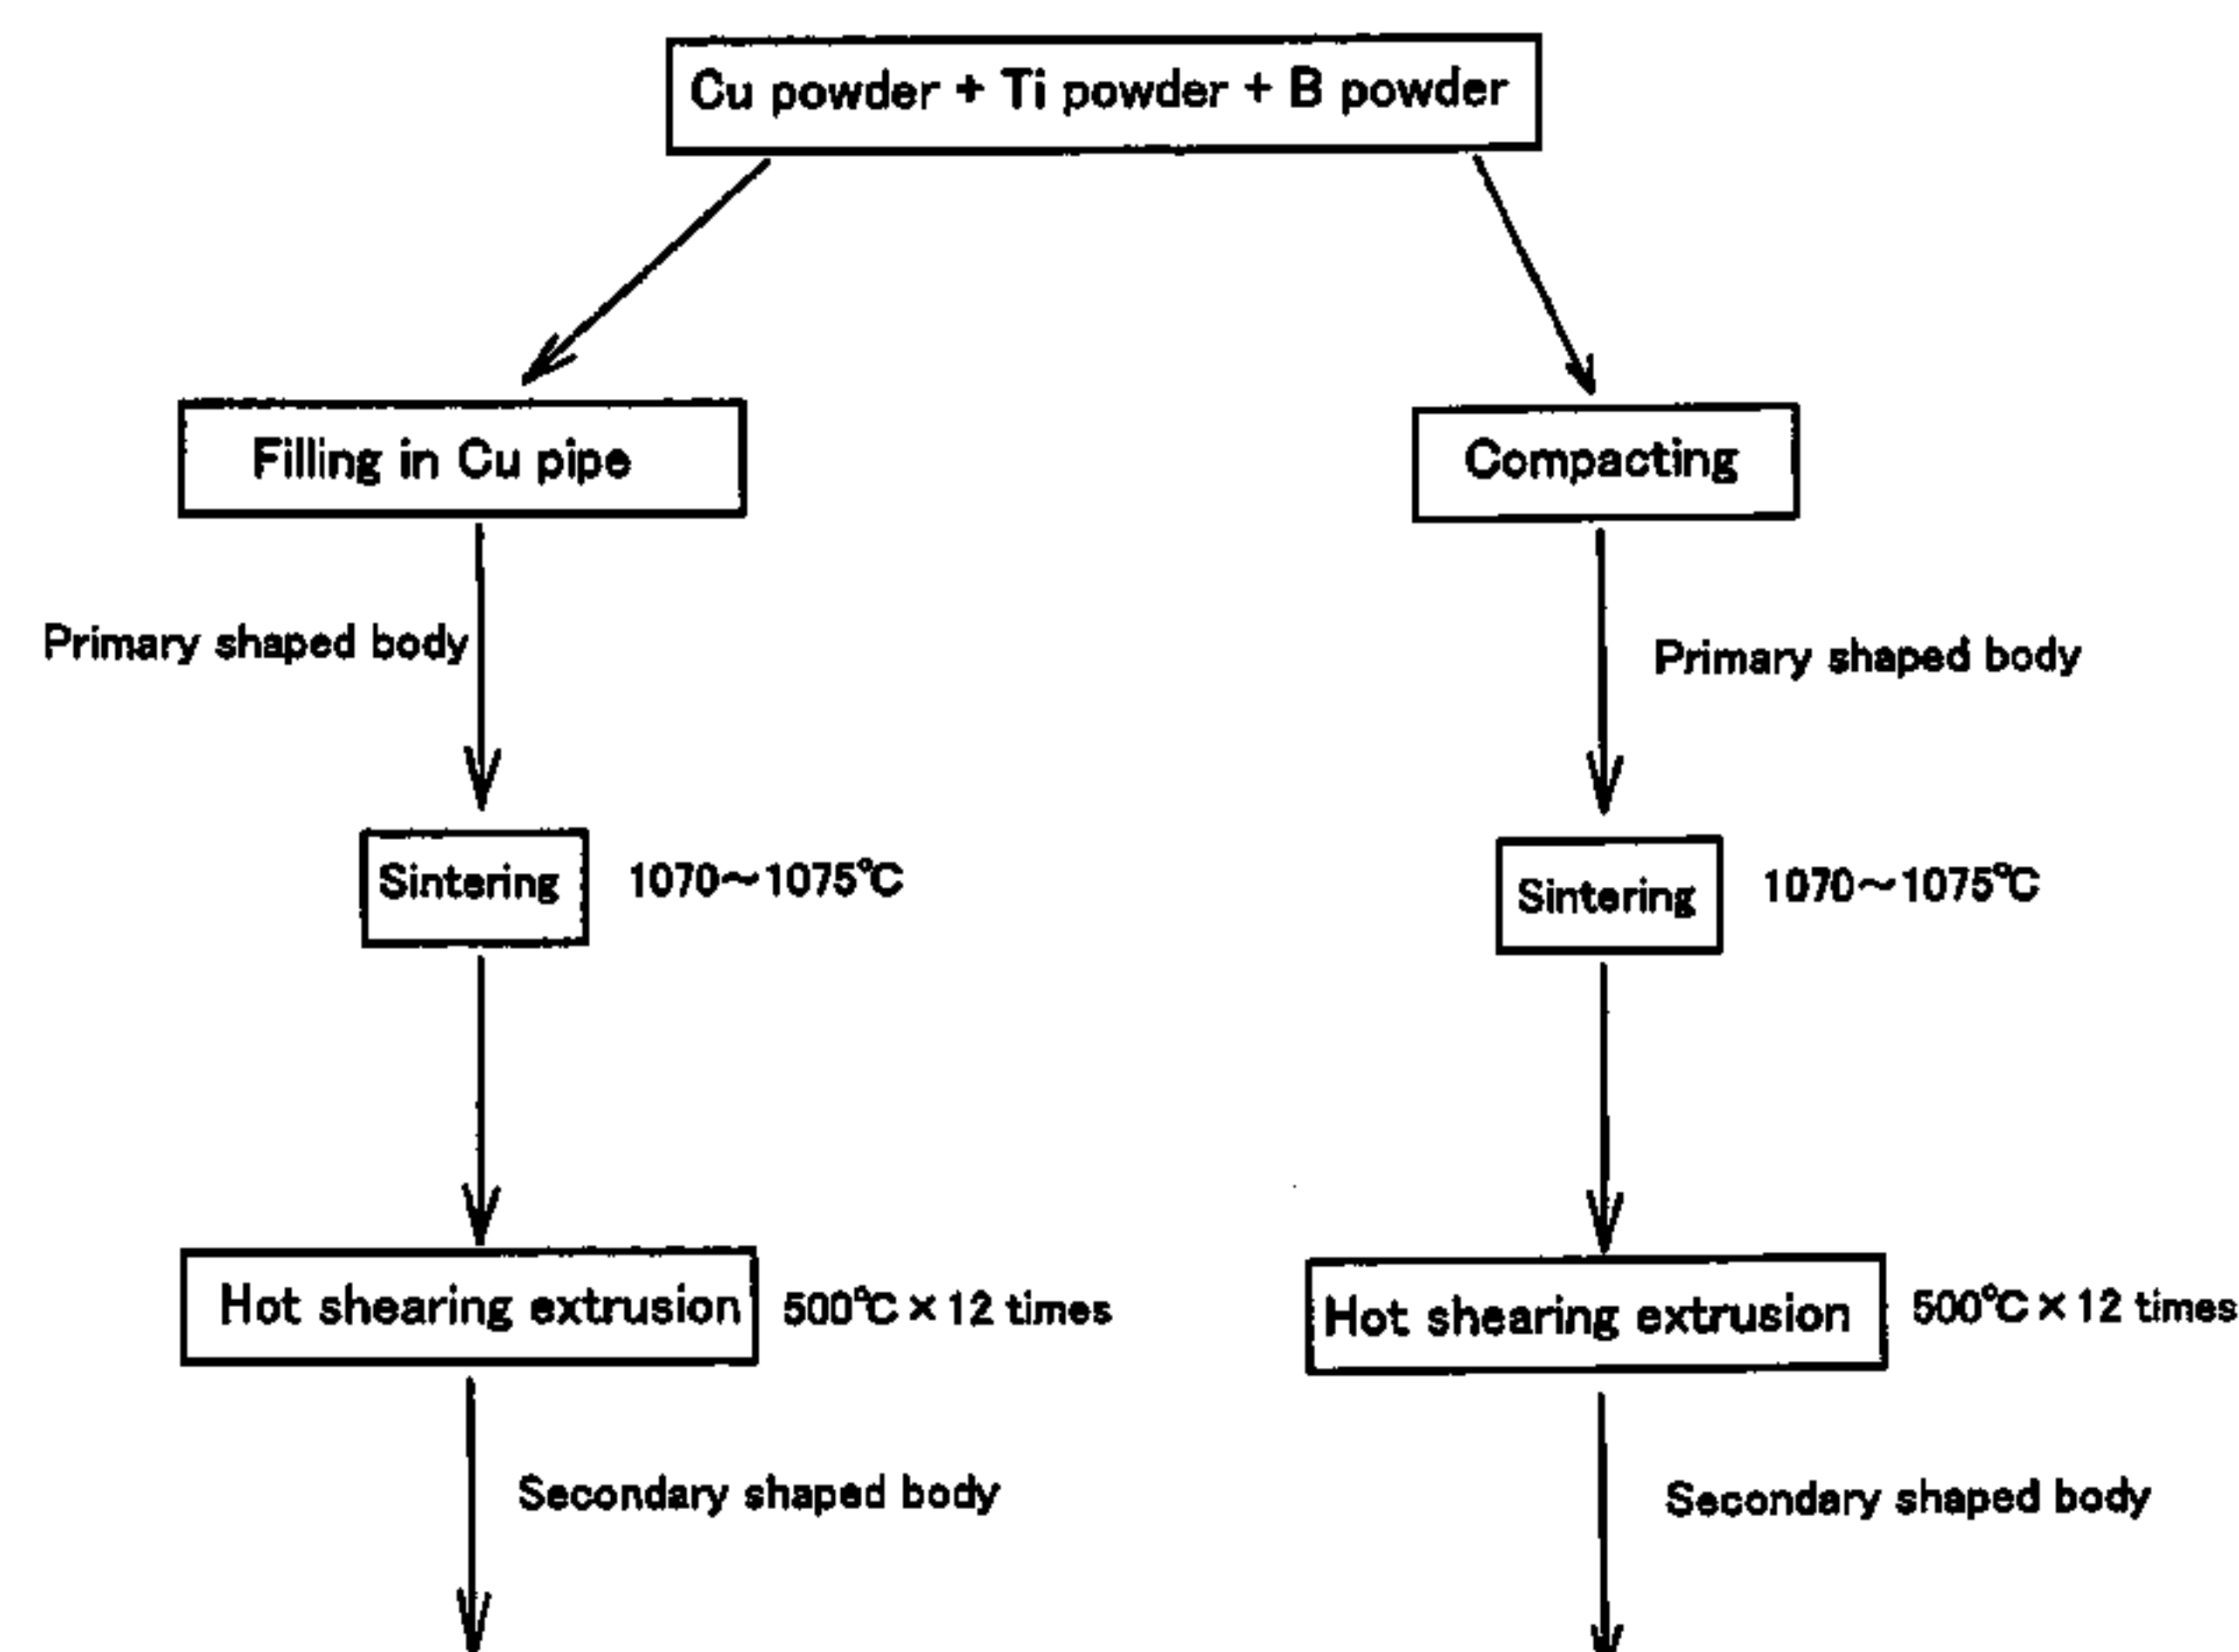 Cu powder + Ti powder + B powder
Filling in Cu pipe
Compacting
Primary shaped body
Primary shaped body
Sintering 1070～1075℃
Sintering 1070～1075℃
Hot shearing extrusion 500℃ × 12 times
Hot shearing extrusion 500℃ × 12 times
Secondary shaped body
Secondary shaped body